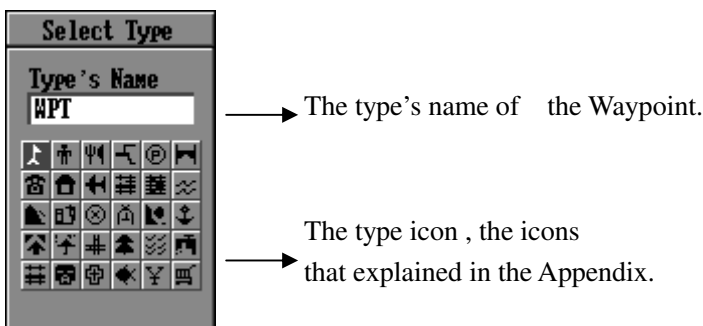 Select Type
Type's Name
WPT
The type's name of the Waypoint.
The type icon , the icons
that explained in the Appendix.